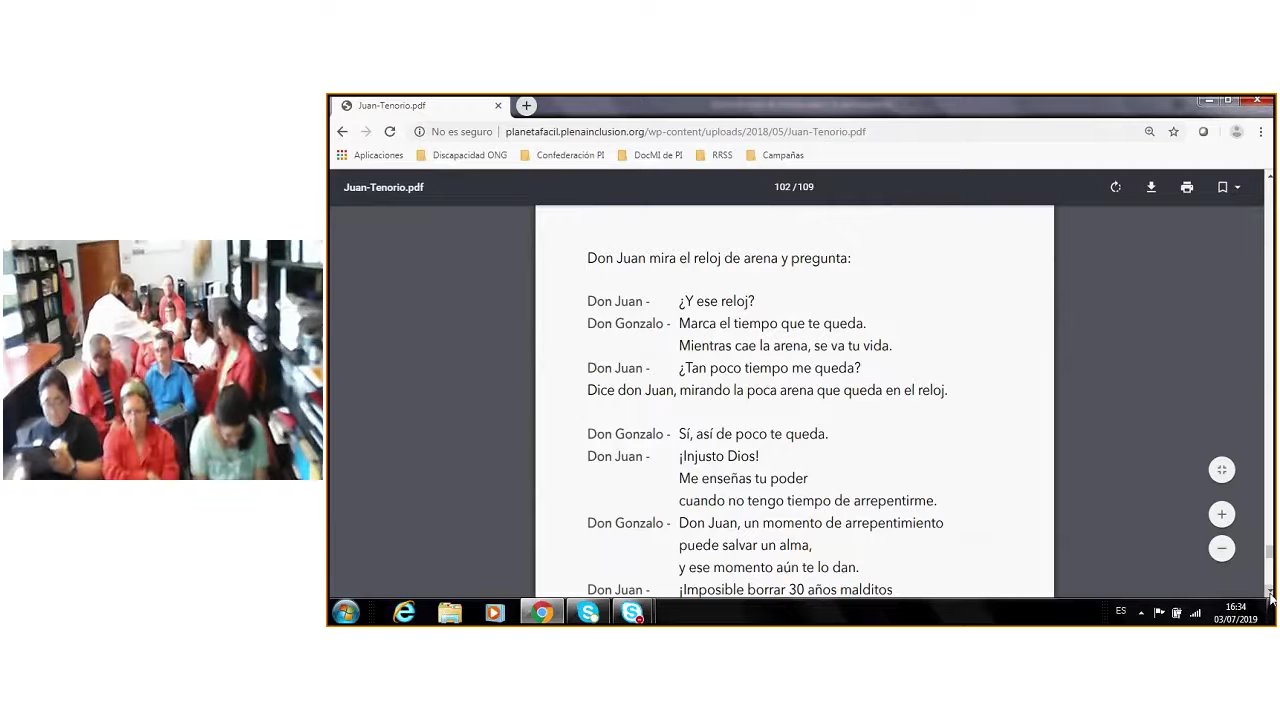 Juan-Tenorio.pdf
No es seguro planetafacil.plenainclusion.org/wp-content/uploads/2018/05/Juan-Tenorio.pdf
Aplicaciones Discapacidad ONG Confederación PI DocMI de PI RRSS Campañas
Juan-Tenorio.pdf 102 / 109
Don Juan mira el reloj de arena y pregunta:
Don Juan - ¿Y ese reloj?
Don Gonzalo - Marca el tiempo que te queda.
Mientras cae la arena, se va tu vida.
Don Juan - ¿Tan poco tiempo me queda?
Dice don Juan, mirando la poca arena que queda en el reloj.
Don Gonzalo - Sí, así de poco te queda.
Don Juan - ¡Injusto Dios!
Me enseñas tu poder
cuando no tengo tiempo de arrepentirme.
Don Gonzalo - Don Juan, un momento de arrepentimiento
puede salvar un alma,
y ese momento aún te lo dan.
Don Juan - ¡Imposible borrar 30 años malditos
ES 16:34
03/07/2019